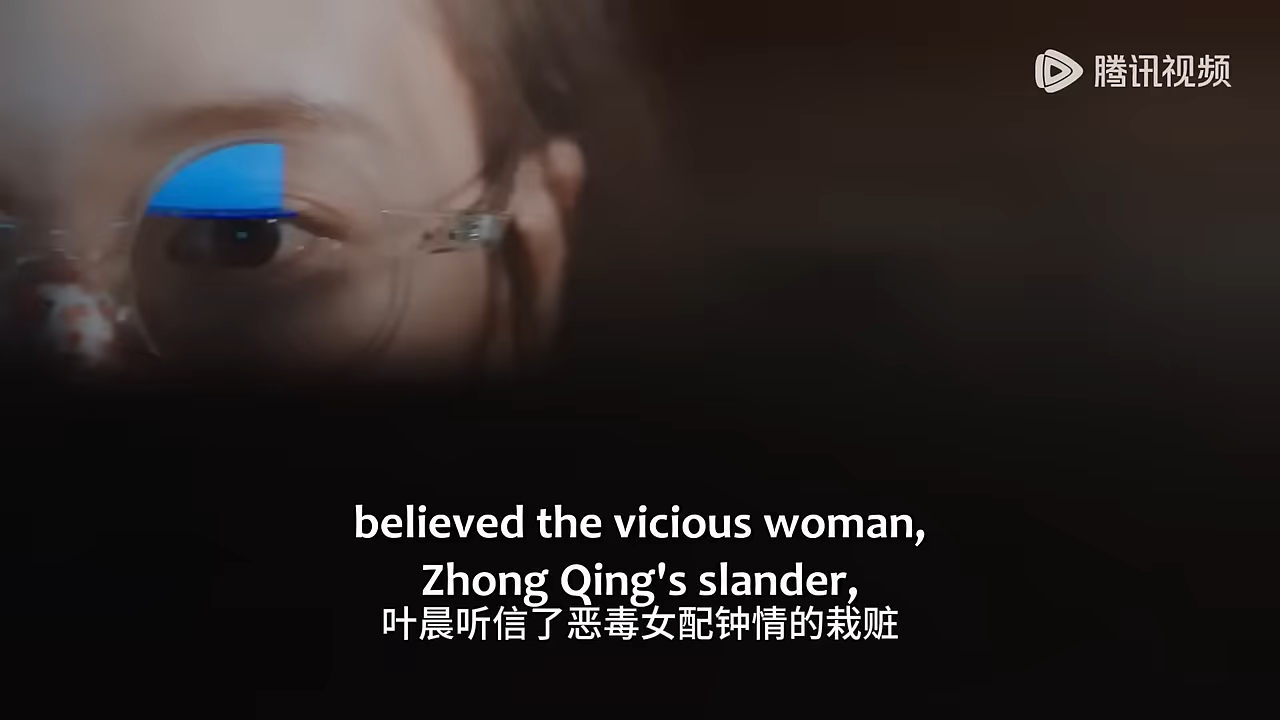 腾讯视频
believed the vicious woman,
Zhong Qing's slander,
叶晨听信了恶毒女配钟情的栽赃